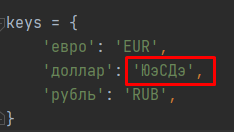 keys = {
'евро': 'EUR',
'доллар': 'ЮэСДэ',
'рубль': 'RUB',
}